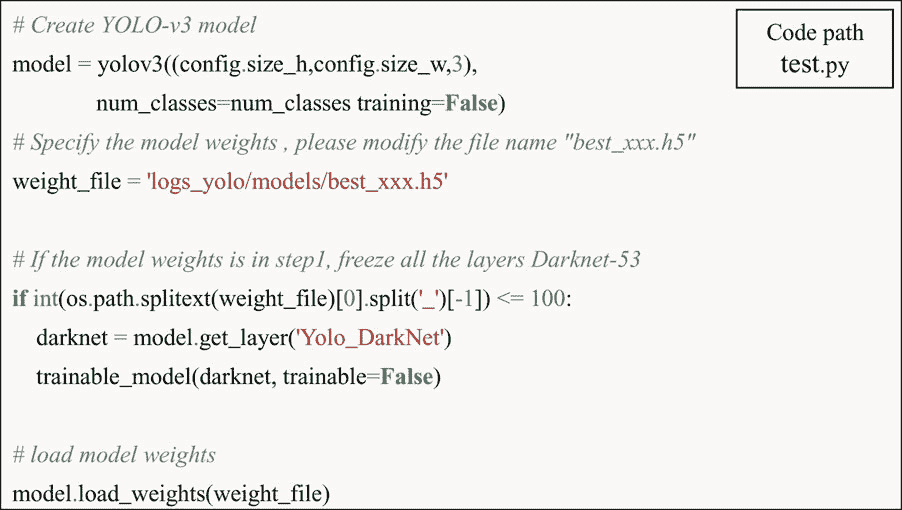 # Create YOLO-v3 model
Code path
test.py
model = yolov3((config.size_h,config.size_w,3),
num_classes=num_classes training=False)
# Specify the model weights , please modify the file name "best_xxx.h5"
weight_file = 'logs_yolo/models/best_xxx.h5'
# If the model weights is in step1, freeze all the layers Darknet-53
if int(os.path.splitext(weight_file)[0].split('_')[-1]) <= 100:
darknet = model.get_layer('Yolo_DarkNet')
trainable_model(darknet, trainable=False)
# load model weights
model.load_weights(weight_file)